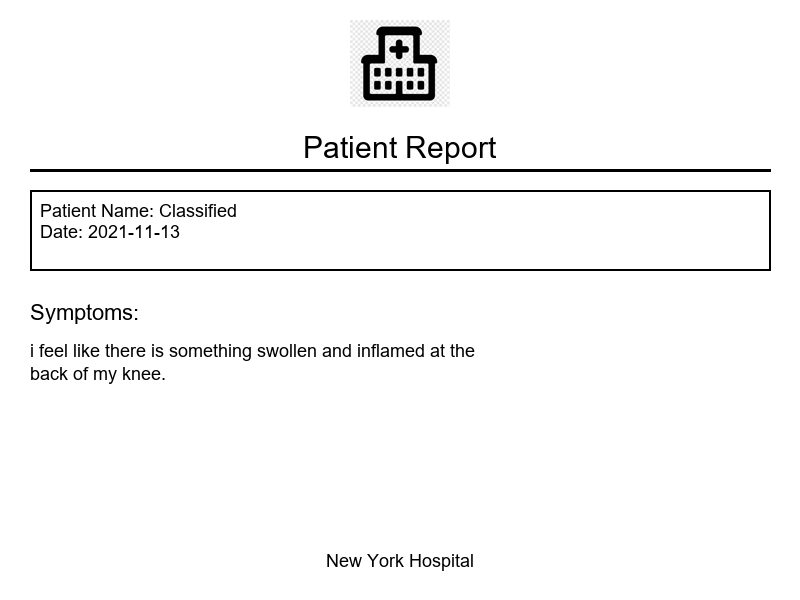 Patient Report
Patient Name: Classified
Date: 2021-11-13
Symptoms:
i feel like there is something swollen and inflamed at the
back of my knee.
New York Hospital